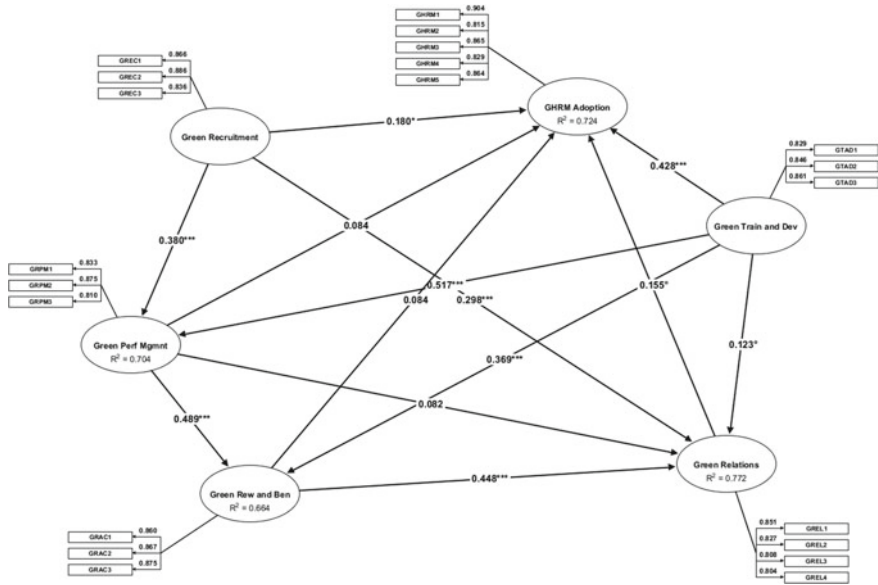 GHRM1
0.904
GHRM2
0.815
GHRM3
0.865
GHRM4
0.829
GHRM5
0.864
GREC1
0.866
GREC2
0.886
GREC3
0.836
GHRM Adoption
R² = 0.724
Green Recruitment
0.180*
0.829
GTAD1
0.846
GTAD2
0.861
GTAD3
0.428***
Green Train and Dev
0.380***
0.084
GRPM1
0.833
GRPM2
0.875
GRPM3
0.810
0.517***
0.084
0.298***
0.155*
Green Perf Mgmnt
R² = 0.704
0.369***
0.123*
0.082
0.489***
Green Relations
R² = 0.772
Green Rew and Ben
R² = 0.664
0.448***
GRAC1
0.860
GRAC2
0.867
GRAC3
0.875
0.851
GREL1
0.827
GREL2
0.808
GREL3
0.804
GREL4